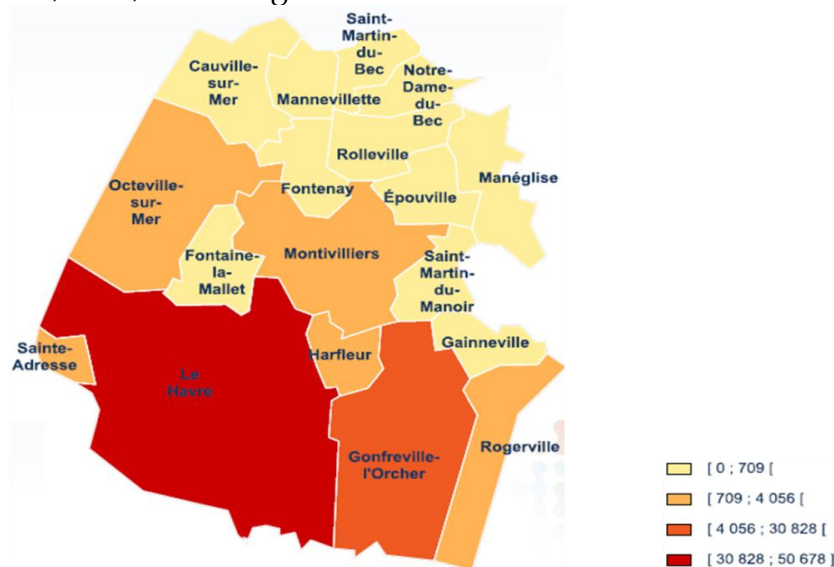 Saint-
Martin-
du-
Bec
Cauville-
sur-
Mer
Mannevillette
Notre-
Dame-
du-
Bec
Rolleville
Manéglise
Octeville-
sur-
Mer
Fontenay
Épouville
Fontaine-
la-
Mallet
Montivilliers
Saint-
Martin-
du-
Manoir
Gainneville
Sainte-
Adresse
Harfleur
Le
Havre
Gonfreville-
l'Orcher
Rogerville
[ 0 ; 709 [
[ 709 ; 4 056 [
[ 4 056 ; 30 828 [
[ 30 828 ; 50 678 ]